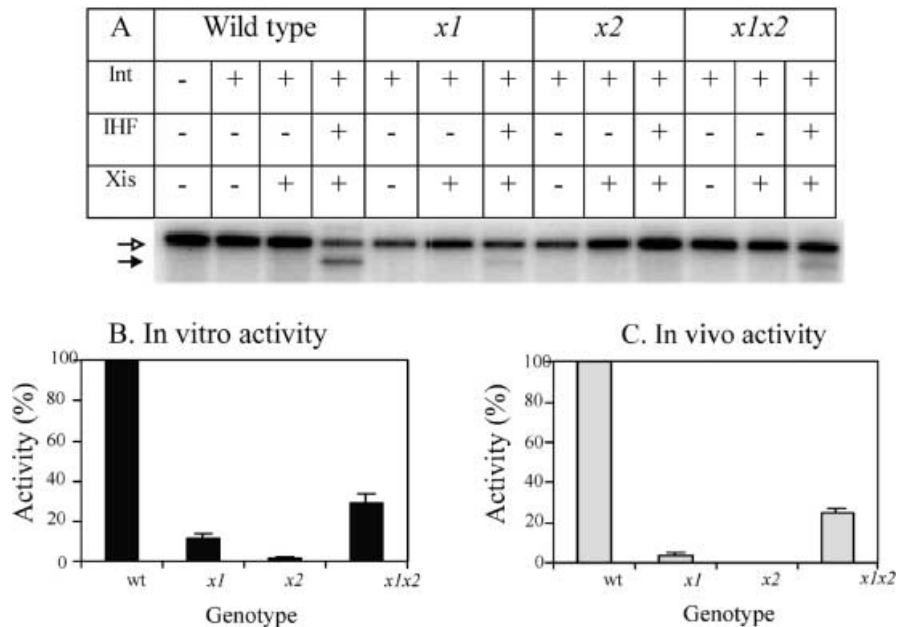 A Wild type x1 x2 x1x2
Int - + + + + + + + + + + + +
IHF - - - + - - + - - + - - +
Xis - - + + - + + - + + - + +
B. In vitro activity
100
80
60
40
20
0
Activity (%)
wt x1 x2 x1x2
Genotype
C. In vivo activity
100
80
60
40
20
0
Activity (%)
wt x1 x2 x1x2
Genotype